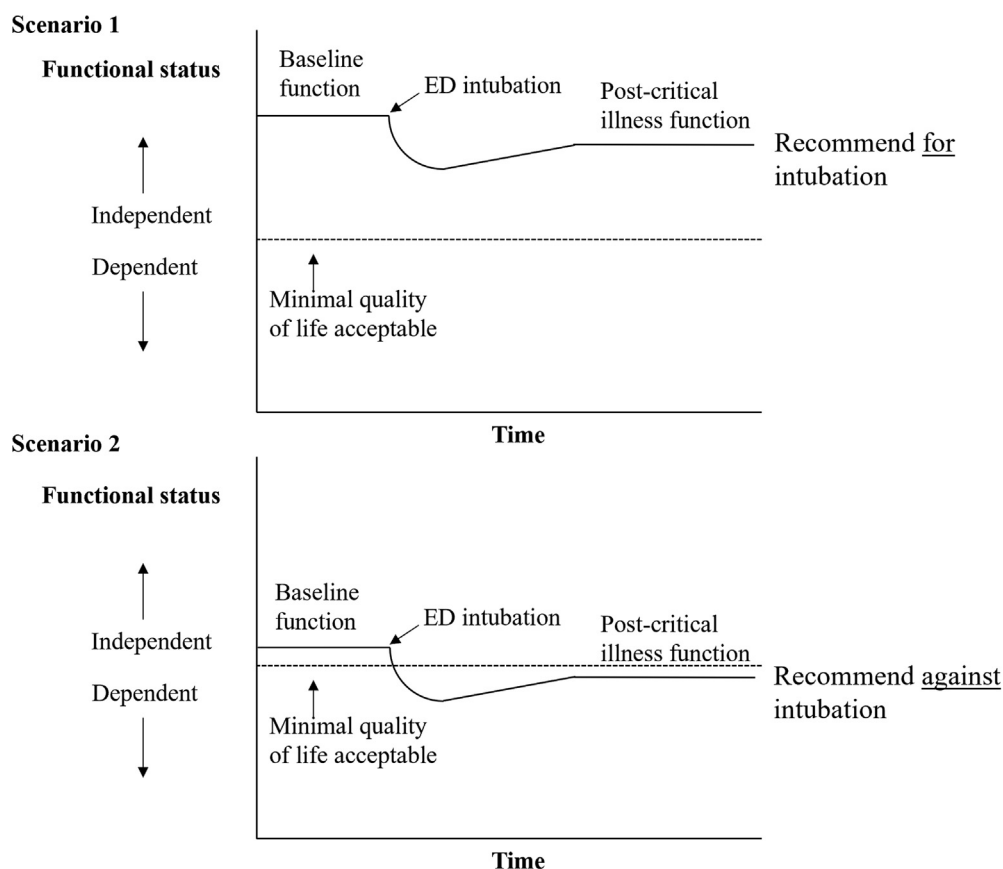 Scenario 1
Functional status
Baseline
function
ED intubation
Post-critical
illness function
Recommend for
intubation
Independent
Dependent
Minimal quality
of life acceptable
Time
Scenario 2
Functional status
Baseline
function
ED intubation
Post-critical
illness function
Independent
Dependent
Recommend against
intubation
Minimal quality
of life acceptable
Time